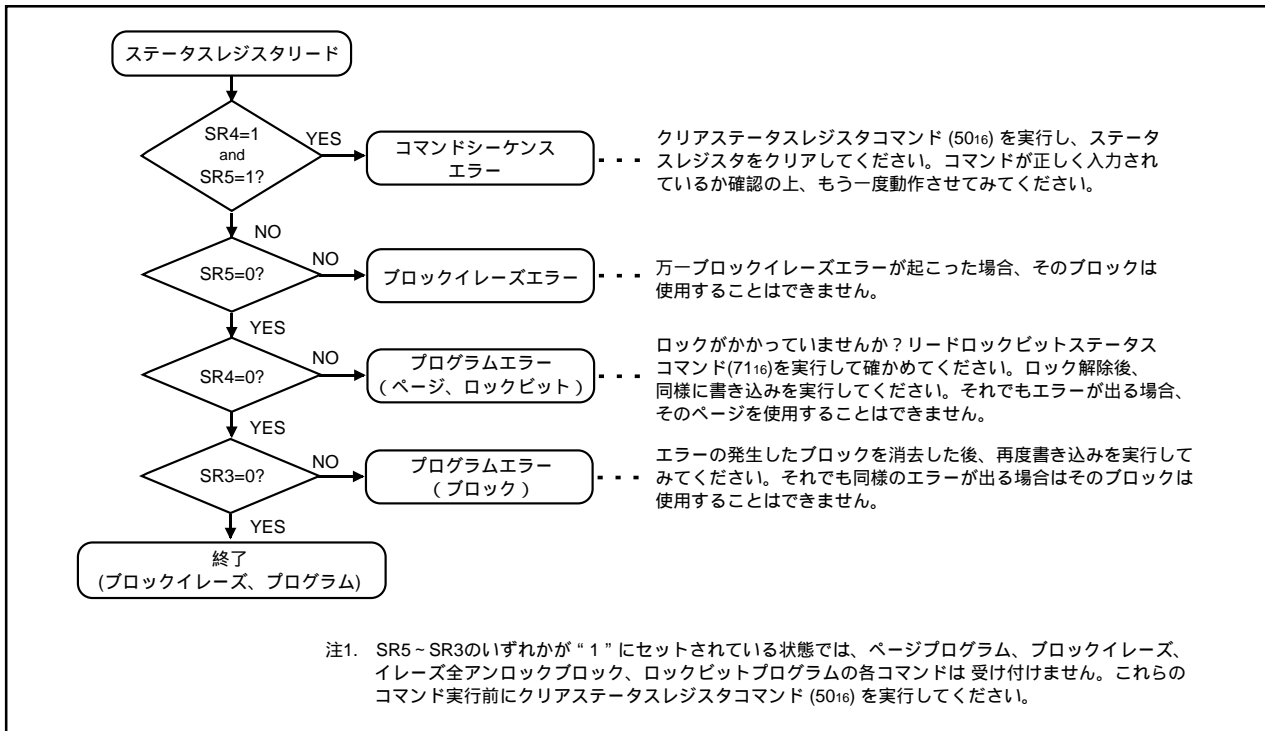 ステータスレジスタリード
SR4=1
and
SR5=1?
YES
コマンドシーケンス
エラー
クリアステータスレジスタコマンド (5016) を実行し、ステータ
スレジスタをクリアしてください。コマンドが正しく入力され
ているか確認の上、もう一度動作させてみてください。
NO
SR5=0?
NO
ブロックイレーズエラー
万一ブロックイレーズエラーが起こった場合、そのブロックは
使用することはできません。
YES
SR4=0?
NO
プログラムエラー
(ページ、ロックビット)
ロックがかかっていませんか？リードロックビットステータス
コマンド(7116)を実行して確かめてください。ロック解除後、
同様に書き込みを実行してください。それでもエラーが出る場合、
そのページを使用することはできません。
YES
SR3=0?
NO
プログラムエラー
(ブロック)
エラーの発生したブロックを消去した後、再度書き込みを実行して
みてください。それでも同様のエラーが出る場合はそのブロックは
使用することはできません。
YES
終了
(ブロックイレーズ、プログラム)
注1. SR5~SR3のいずれかが“1”にセットされている状態では、ページプログラム、ブロックイレーズ、
イレーズ全アンロックブロック、ロックビットプログラムの各コマンドは 受け付けません。これらの
コマンド実行前にクリアステータスレジスタコマンド (5016) を実行してください。